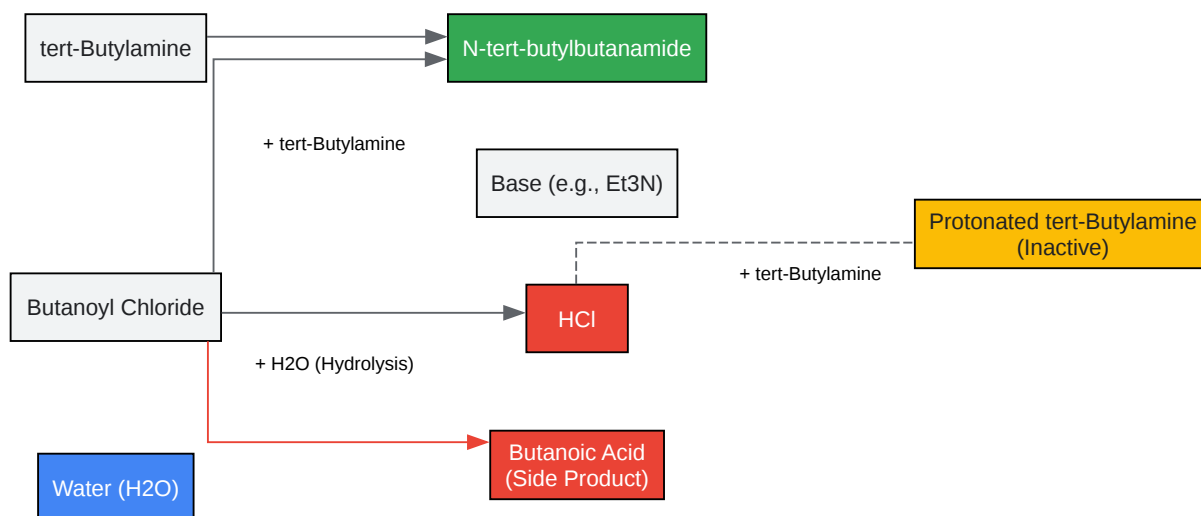 tert-Butylamine
N-tert-butylbutanamide
+ tert-Butylamine
Base (e.g., Et3N)
Protonated tert-Butylamine
(Inactive)
+ tert-Butylamine
Butanoyl Chloride
HCl
+ H2O (Hydrolysis)
Butanoic Acid
(Side Product)
Water (H2O)